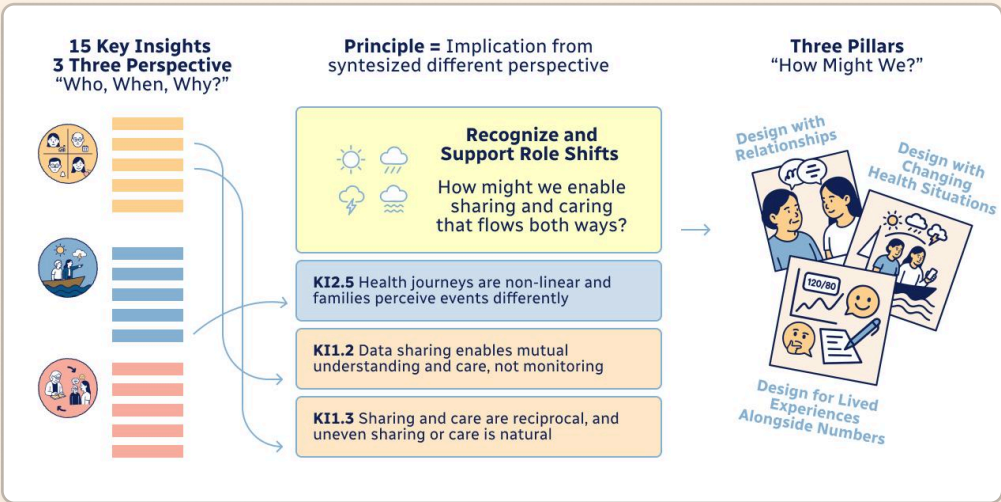 15 Key Insights
3 Three Perspective
“Who, When, Why?”
Principle = Implication from
syntesized different perspective
Recognize and
Support Role Shifts
How might we enable
sharing and caring
that flows both ways?
KI2.5 Health journeys are non-linear and
families perceive events differently
KI1.2 Data sharing enables mutual
understanding and care, not monitoring
KI1.3 Sharing and care are reciprocal, and
uneven sharing or care is natural
Three Pillars
“How Might We?”
Design with
Relationships
Design with
Changing
Health Situations
120/80
Design for Lived
Experiences
Alongside Numbers